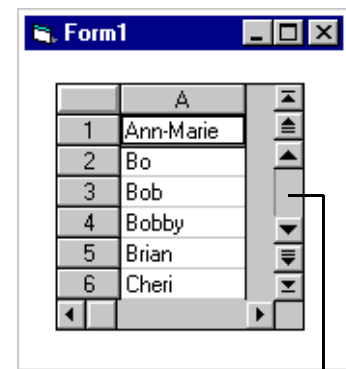 Form1
A
1 Ann-Marie
2 Bo
3 Bob
4 Bobby
5 Brian
6 Cheri